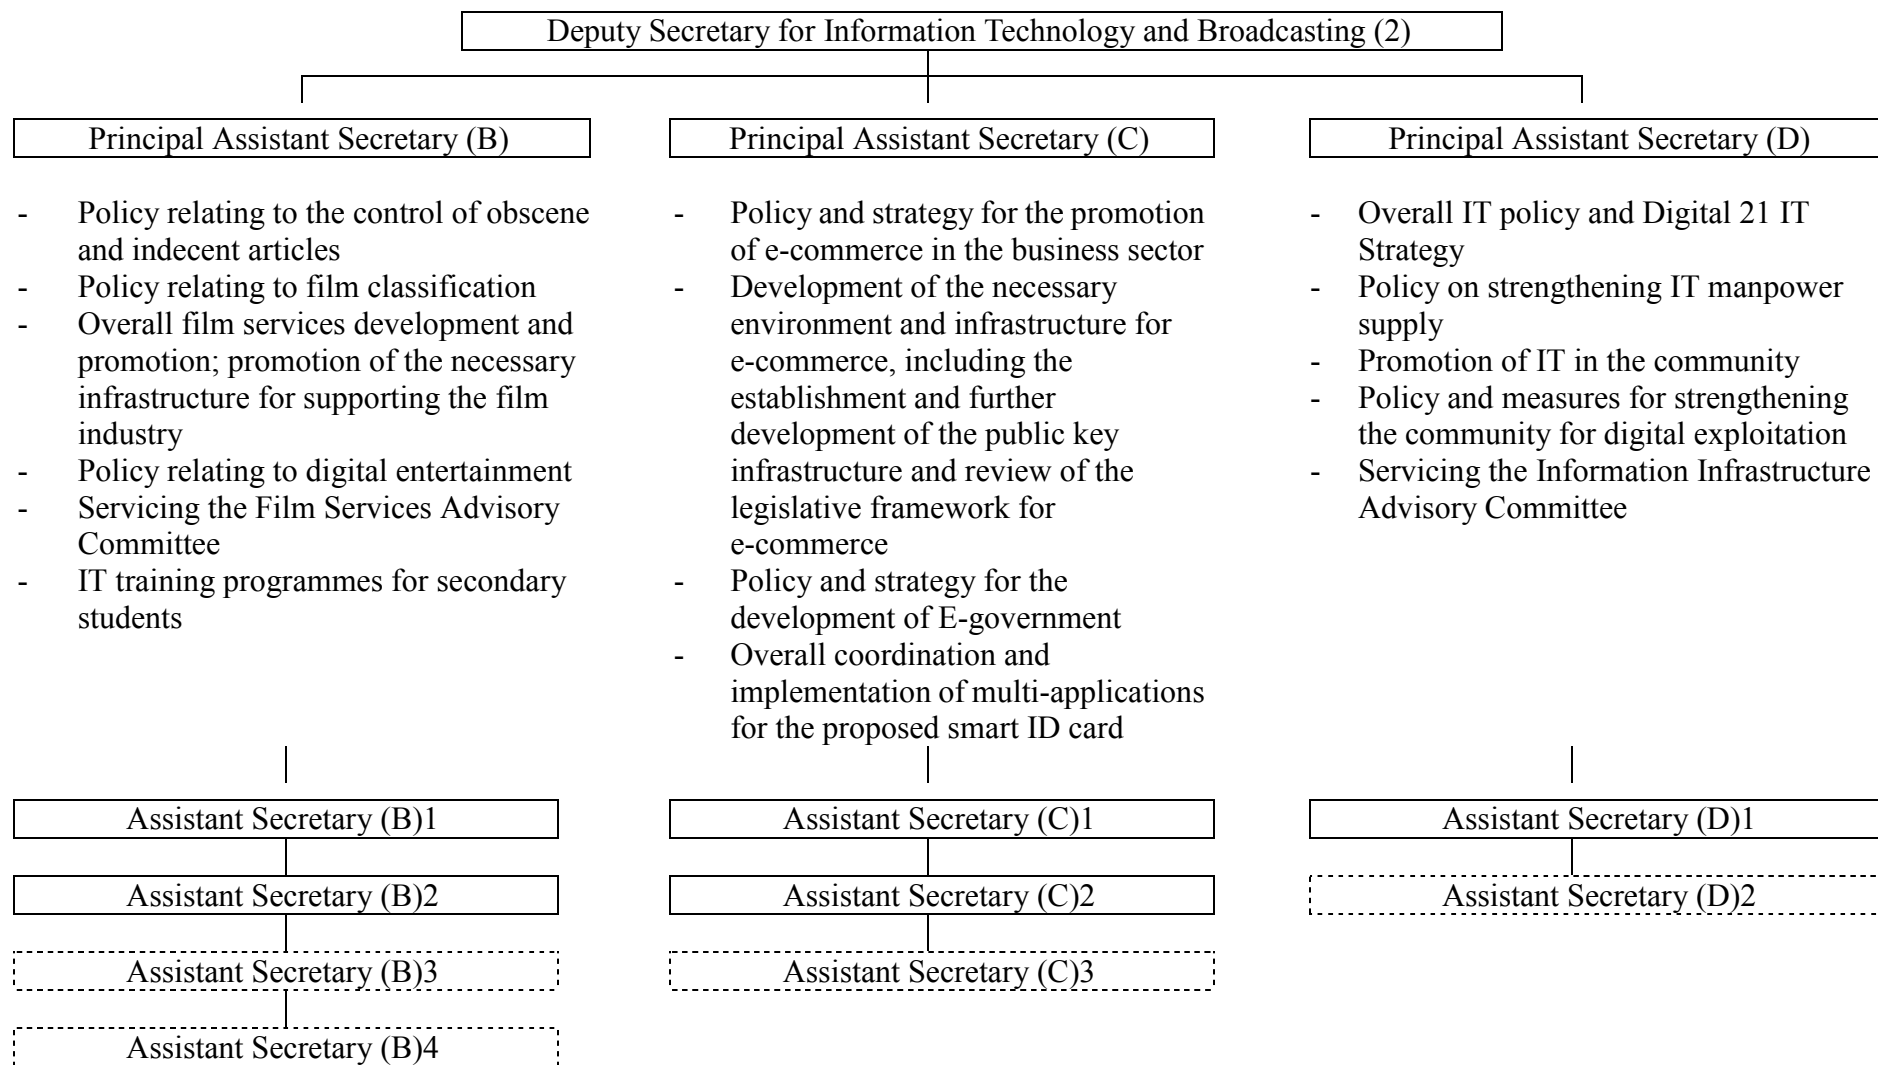 Deputy Secretary for Information Technology and Broadcasting (2)
Principal Assistant Secretary (B)
- Policy relating to the control of obscene
and indecent articles
- Policy relating to film classification
- Overall film services development and
promotion; promotion of the necessary
infrastructure for supporting the film
industry
- Policy relating to digital entertainment
- Servicing the Film Services Advisory
Committee
- IT training programmes for secondary
students
Assistant Secretary (B)1
Assistant Secretary (B)2
Assistant Secretary (B)3
Assistant Secretary (B)4
Principal Assistant Secretary (C)
- Policy and strategy for the promotion
of e-commerce in the business sector
- Development of the necessary
environment and infrastructure for
e-commerce, including the
establishment and further
development of the public key
infrastructure and review of the
legislative framework for
e-commerce
- Policy and strategy for the
development of E-government
- Overall coordination and
implementation of multi-applications
for the proposed smart ID card
Assistant Secretary (C)1
Assistant Secretary (C)2
Assistant Secretary (C)3
Principal Assistant Secretary (D)
- Overall IT policy and Digital 21 IT
Strategy
- Policy on strengthening IT manpower
supply
- Promotion of IT in the community
- Policy and measures for strengthening
the community for digital exploitation
- Servicing the Information Infrastructure
Advisory Committee
Assistant Secretary (D)1
Assistant Secretary (D)2